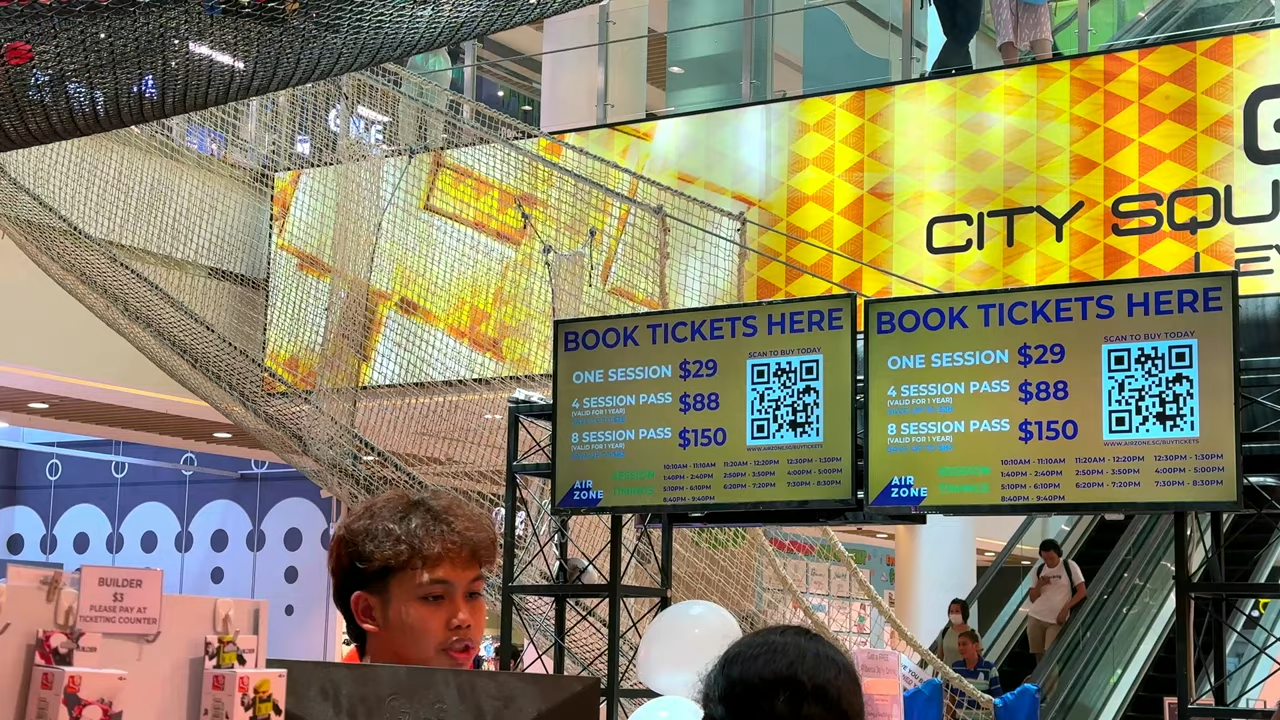 CITY SQU
BOOK TICKETS HERE
ONE SESSION $29
4 SESSION PASS $88
(VALID FOR 1 YEAR)
8 SESSION PASS $150
(VALID FOR 1 YEAR)
SCAN TO BUY TODAY
WWW.AIRZONE.SG/BUYTICKETS
SESSION
TIMINGS
10:10AM - 11:10AM 11:20AM - 12:20PM 12:30PM - 1:30PM
1:40PM - 2:40PM 2:50PM - 3:50PM 4:00PM - 5:00PM
5:10PM - 6:10PM 6:20PM - 7:20PM 7:30PM - 8:30PM
8:40PM - 9:40PM
AIR
ZONE
BOOK TICKETS HERE
ONE SESSION $29
4 SESSION PASS $88
(VALID FOR 1 YEAR)
8 SESSION PASS $150
(VALID FOR 1 YEAR)
SCAN TO BUY TODAY
WWW.AIRZONE.SG/BUYTICKETS
SESSION
TIMINGS
10:10AM - 11:10AM 11:20AM - 12:20PM 12:30PM - 1:30PM
1:40PM - 2:40PM 2:50PM - 3:50PM 4:00PM - 5:00PM
5:10PM - 6:10PM 6:20PM - 7:20PM 7:30PM - 8:30PM
8:40PM - 9:40PM
AIR
ZONE
BUILDER
$3
PLEASE PAY AT
TICKETING COUNTER